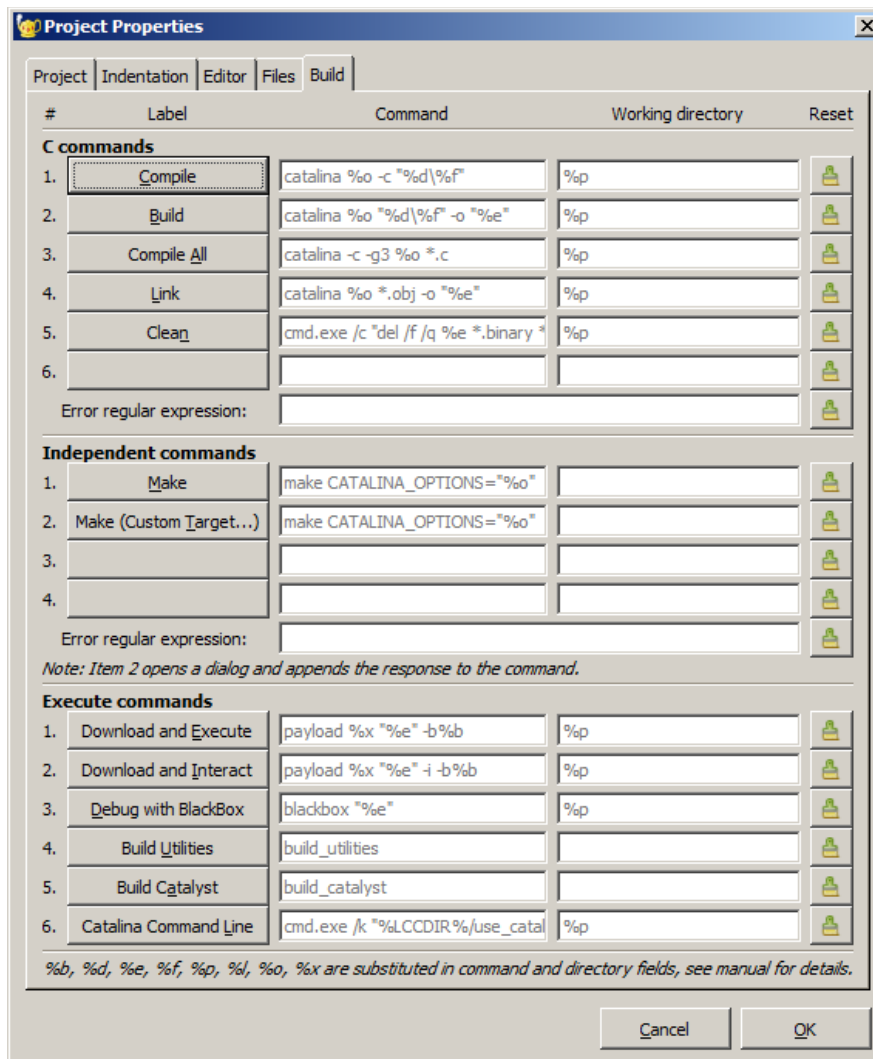 Project Properties
Project Indentation Editor Files Build
# Label Command Working directory Reset
C commands
1. Compile catalina %o -c "%d\%f" %p
2. Build catalina %o "%d\%f" -o "%e" %p
3. Compile All catalina -c -g3 %o *.c %p
4. Link catalina %o *.obj -o "%e" %p
5. Clean cmd.exe /c "del /f /q %e *.binary * %p
6.
Error regular expression:
Independent commands
1. Make make CATALINA_OPTIONS="%o"
2. Make (Custom Target...) make CATALINA_OPTIONS="%o"
3.
4.
Error regular expression:
Note: Item 2 opens a dialog and appends the response to the command.
Execute commands
1. Download and Execute payload %x "%e" -b%b %p
2. Download and Interact payload %x "%e" -i -b%b %p
3. Debug with BlackBox blackbox "%e" %p
4. Build Utilities build_utilities
5. Build Catalyst build_catalyst
6. Catalina Command Line cmd.exe /k "%LCCDIR%/use_catal %p
%b, %d, %e, %f, %p, %l, %o, %x are substituted in command and directory fields, see manual for details.
Cancel OK